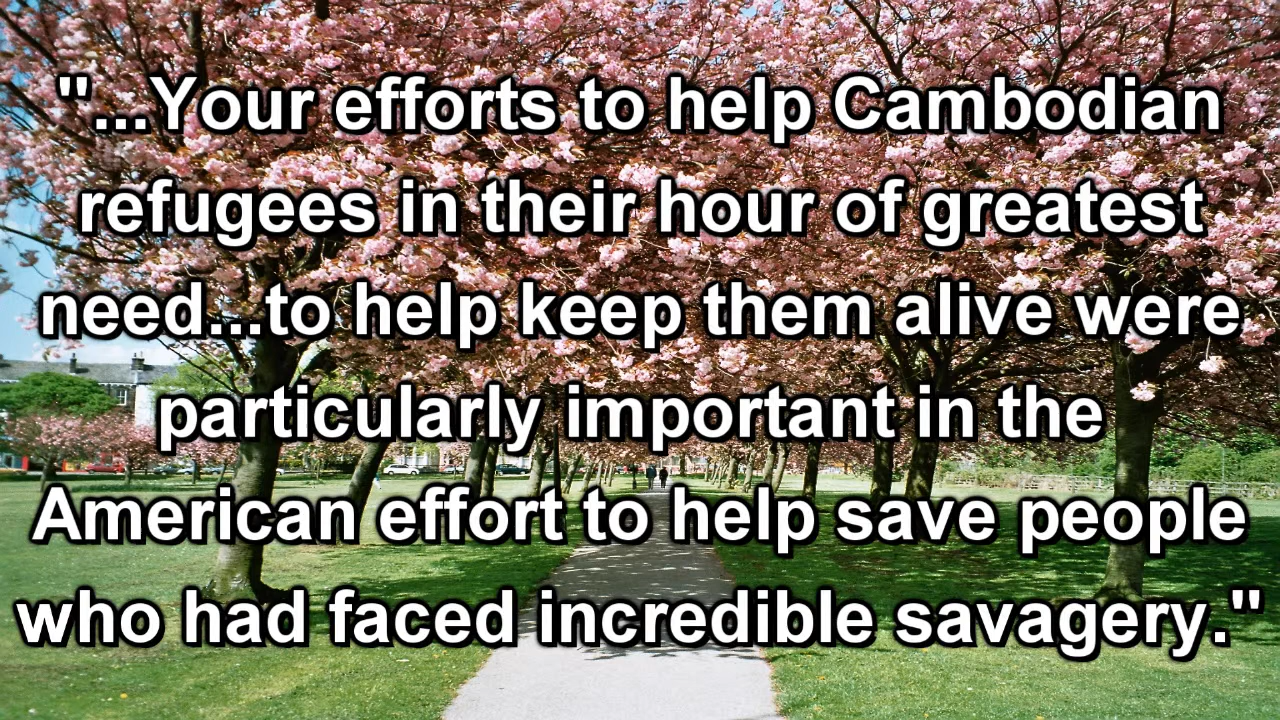 "...Your efforts to help Cambodian
refugees in their hour of greatest
need...to help keep them alive were
particularly important in the
American effort to help save people
who had faced incredible savagery."